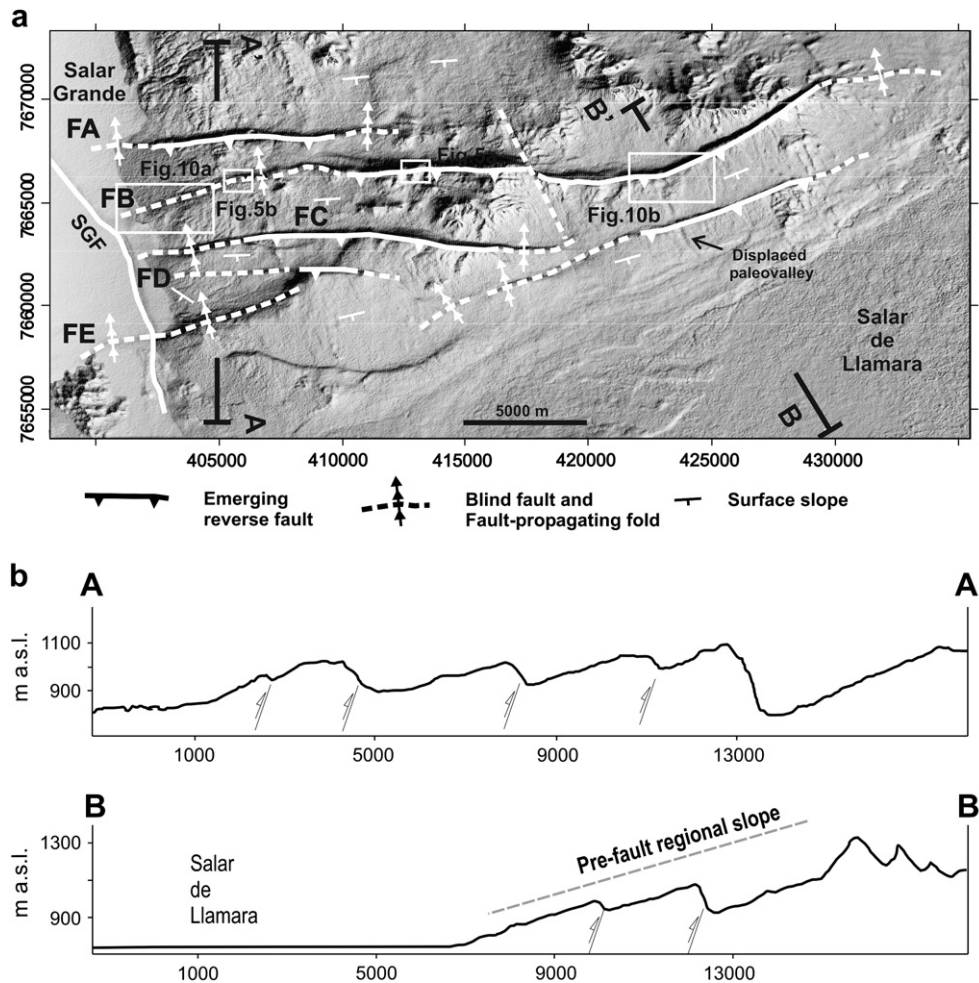 a
Salar
Grande
A'
B'
FA
FB
FC
FD
FE
SGF
Fig.10a
Fig.5b
Fig.5
Fig.10b
Displaced
paleovalley
Salar
de
Llamara
A
B
5000 m
7670000
7665000
7660000
7655000
405000
410000
415000
420000
425000
430000
Emerging
reverse fault
Blind fault and
Fault-propagating fold
Surface slope
b
A
A
m a.s.l.
1100
900
1000
5000
9000
13000
B
B
m a.s.l.
1300
900
Salar
de
Llamara
Pre-fault regional slope
1000
5000
9000
13000